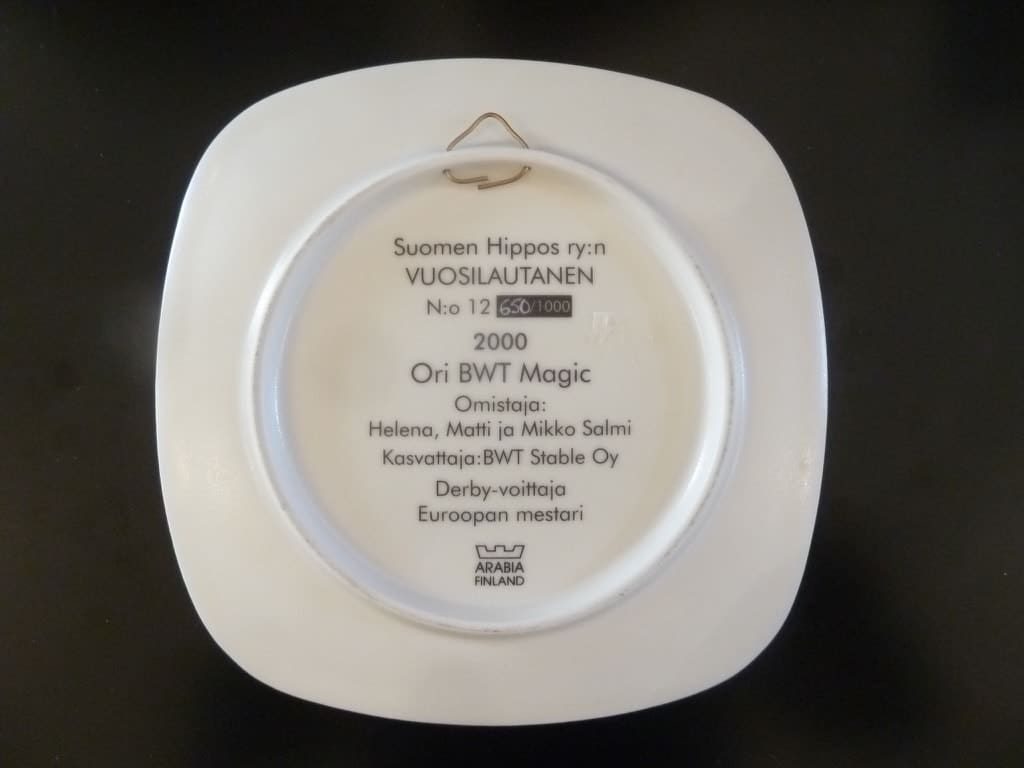 Suomen Hippos ry:n
VUOSILAUTANEN
N:o 12 650/1000
2000
Ori BWT Magic
Omistaja:
Helena, Matti ja Mikko Salmi
Kasvattaja:BWT Stable Oy
Derby-voittaja
Euroopan mestari
ARABIA
FINLAND